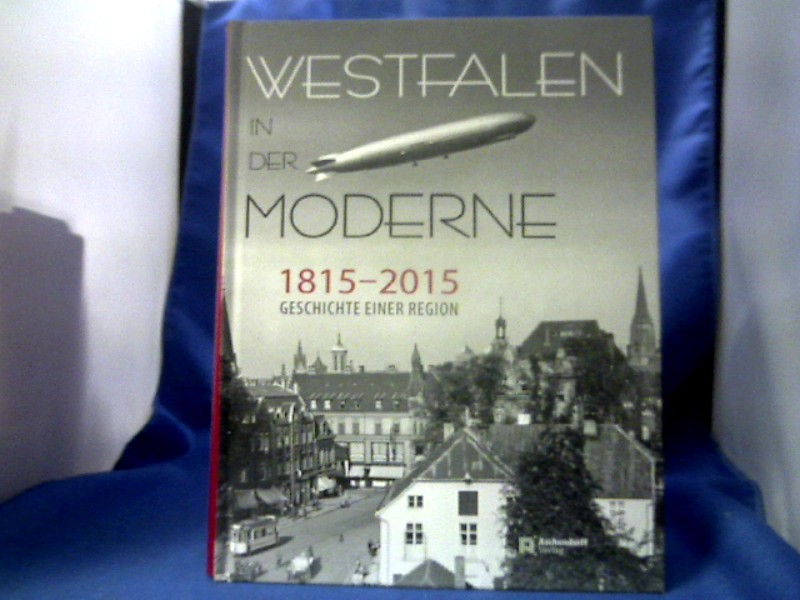 WESTFALEN
IN
DER
MODERNE
1815–2015
GESCHICHTE EINER REGION
Aschendorff
Verlag